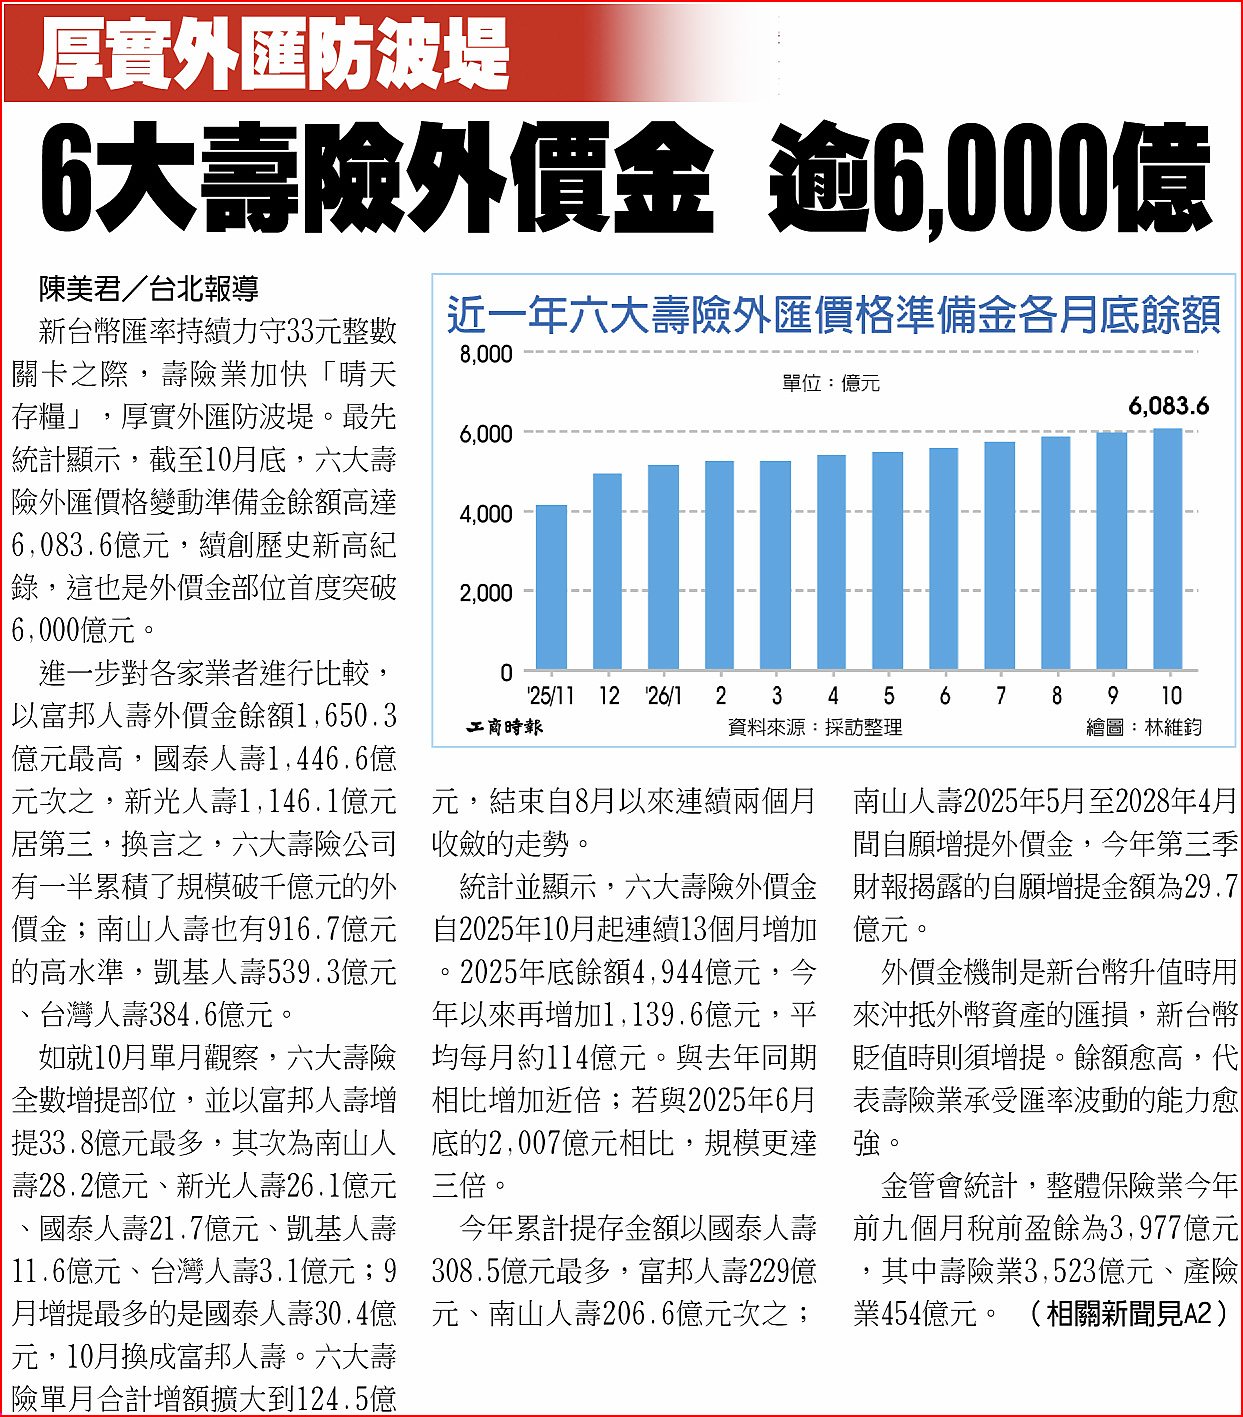 厚實外匯防波堤
6大壽險外價金 逾6,000億
陳美君／台北報導
新台幣匯率持續力守33元整數
關卡之際，壽險業加快「晴天
存糧」，厚實外匯防波堤。最先
統計顯示，截至10月底，六大壽
險外匯價格變動準備金餘額高達
6,083.6億元，續創歷史新高紀
錄，這也是外價金部位首度突破
6,000億元。
進一步對各家業者進行比較，
以富邦人壽外價金餘額1,650.3
億元最高，國泰人壽1,446.6億
元次之，新光人壽1,146.1億元
居第三，換言之，六大壽險公司
有一半累積了規模破千億元的外
價金；南山人壽也有916.7億元
的高水準，凱基人壽539.3億元
、台灣人壽384.6億元。
如就10月單月觀察，六大壽險
全數增提部位，並以富邦人壽增
提33.8億元最多，其次為南山人
壽28.2億元、新光人壽26.1億元
、國泰人壽21.7億元、凱基人壽
11.6億元、台灣人壽3.1億元；9
月增提最多的是國泰人壽30.4億
元，10月換成富邦人壽。六大壽
險單月合計增額擴大到124.5億
近一年六大壽險外匯價格準備金各月底餘額
單位：億元
8,000
6,000
4,000
2,000
0
6,083.6
'25/11 12 '26/1 2 3 4 5 6 7 8 9 10
工商時報 資料來源：採訪整理 繪圖：林維鈞
元，結束自8月以來連續兩個月
收斂的走勢。
統計並顯示，六大壽險外價金
自2025年10月起連續13個月增加
。2025年底餘額4,944億元，今
年以來再增加1,139.6億元，平
均每月約114億元。與去年同期
相比增加近倍；若與2025年6月
底的2,007億元相比，規模更達
三倍。
今年累計提存金額以國泰人壽
308.5億元最多，富邦人壽229億
元、南山人壽206.6億元次之；
南山人壽2025年5月至2028年4月
間自願增提外價金，今年第三季
財報揭露的自願增提金額為29.7
億元。
外價金機制是新台幣升值時用
來沖抵外幣資產的匯損，新台幣
貶值時則須增提。餘額愈高，代
表壽險業承受匯率波動的能力愈
強。
金管會統計，整體保險業今年
前九個月稅前盈餘為3,977億元
，其中壽險業3,523億元、產險
業454億元。（相關新聞見A2）